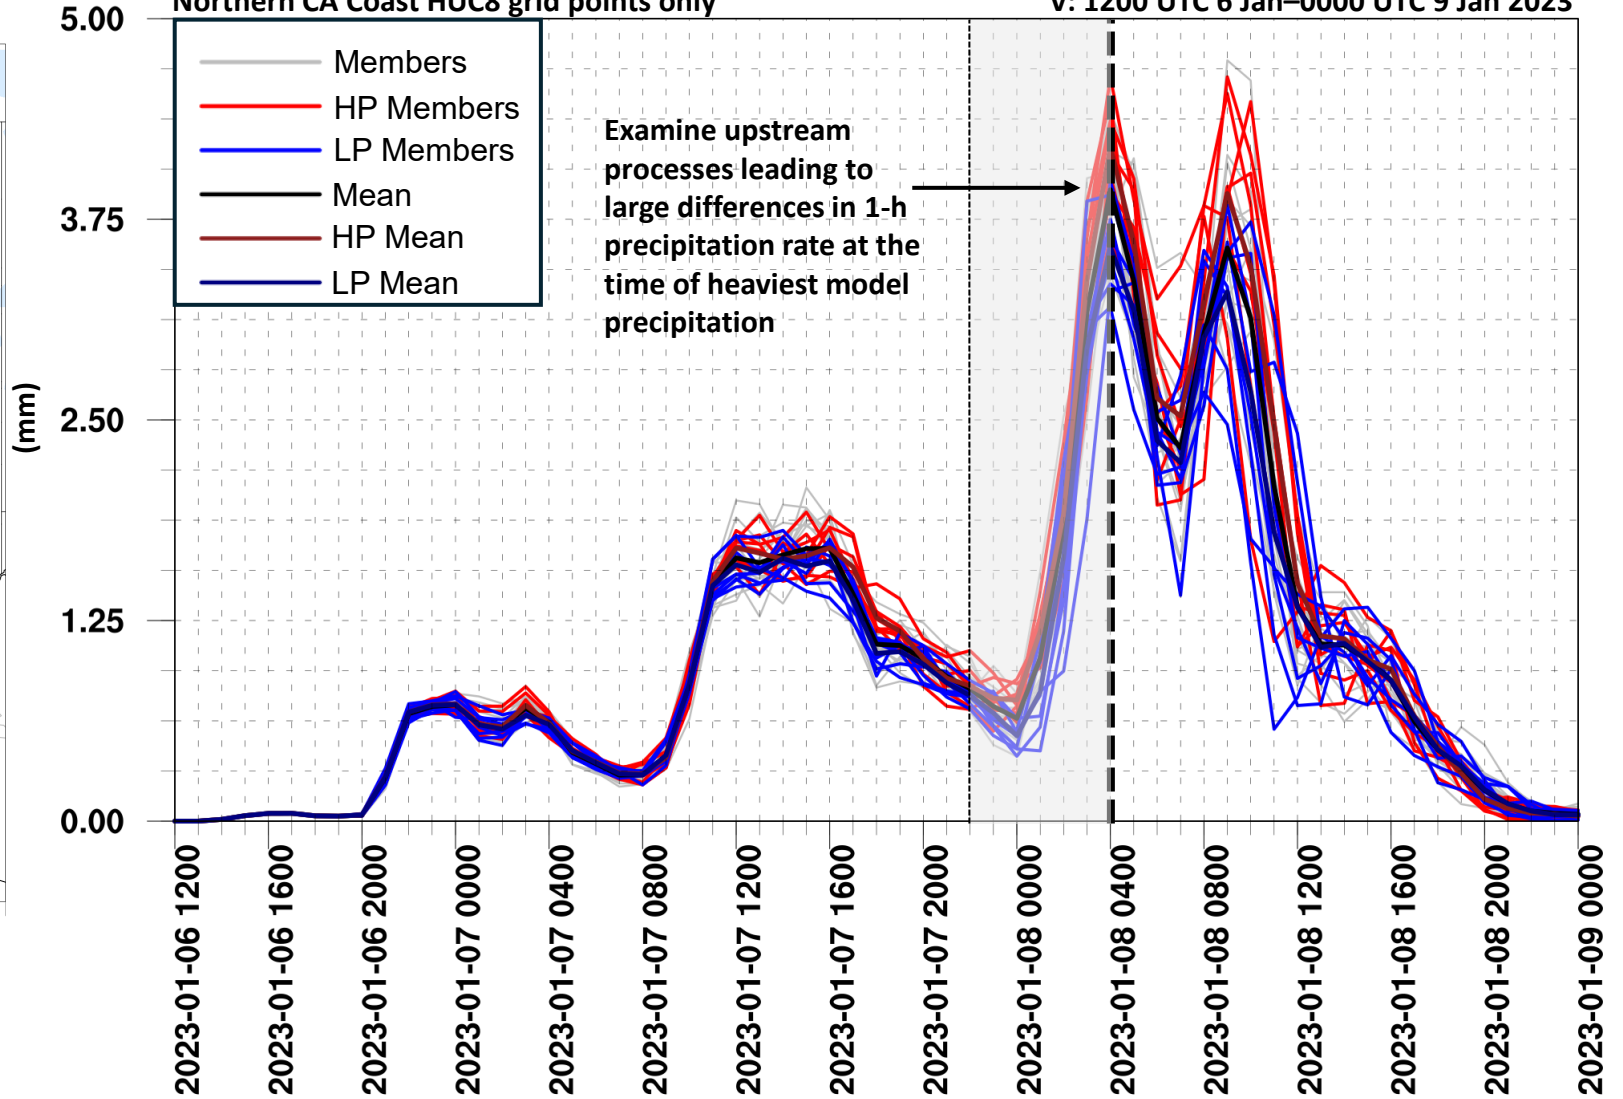 Northern CA Coast HUC8 grid points only
V: 1200 UTC 6 Jan–0000 UTC 9 Jan 2023
5.00
3.75
2.50
1.25
0.00
(mm)
Members
HP Members
LP Members
Mean
HP Mean
LP Mean
Examine upstream
processes leading to
large differences in 1-h
precipitation rate at the
time of heaviest model
precipitation
2023-01-06 1200
2023-01-06 1600
2023-01-06 2000
2023-01-07 0000
2023-01-07 0400
2023-01-07 0800
2023-01-07 1200
2023-01-07 1600
2023-01-07 2000
2023-01-08 0000
2023-01-08 0400
2023-01-08 0800
2023-01-08 1200
2023-01-08 1600
2023-01-08 2000
2023-01-09 0000